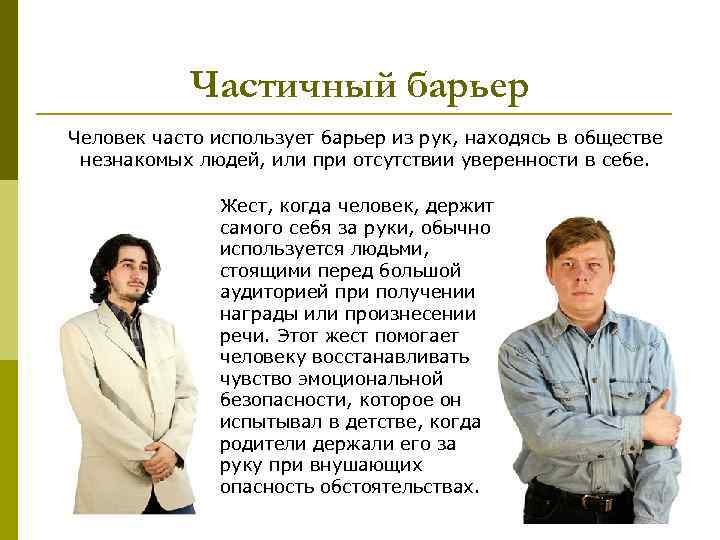 Частичный барьер
Человек часто использует барьер из рук, находясь в обществе
незнакомых людей, или при отсутствии уверенности в себе.
Жест, когда человек, держит
самого себя за руки, обычно
используется людьми,
стоящими перед большой
аудиторией при получении
награды или произнесении
речи. Этот жест помогает
человеку восстанавливать
чувство эмоциональной
безопасности, которое он
испытывал в детстве, когда
родители держали его за
руку при внушающих
опасность обстоятельствах.